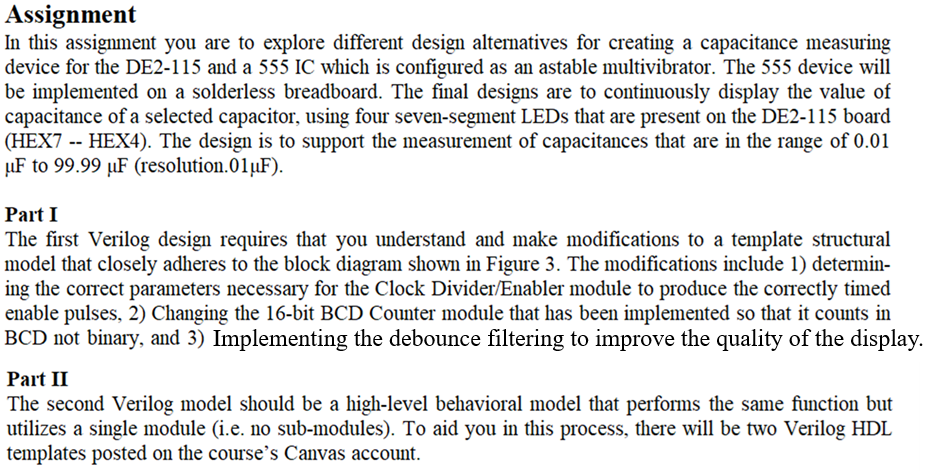 Assignment
In this assignment you are to explore different design alternatives for creating a capacitance measuring
device for the DE2-115 and a 555 IC which is configured as an astable multivibrator. The 555 device will
be implemented on a solderless breadboard. The final designs are to continuously display the value of
capacitance of a selected capacitor, using four seven-segment LEDs that are present on the DE2-115 board
(HEX7 -- HEX4). The design is to support the measurement of capacitances that are in the range of 0.01
μF to 99.99 μF (resolution.01μF).
Part I
The first Verilog design requires that you understand and make modifications to a template structural
model that closely adheres to the block diagram shown in Figure 3. The modifications include 1) determin-
ing the correct parameters necessary for the Clock Divider/Enabler module to produce the correctly timed
enable pulses, 2) Changing the 16-bit BCD Counter module that has been implemented so that it counts in
BCD not binary, and 3) Implementing the debounce filtering to improve the quality of the display.
Part II
The second Verilog model should be a high-level behavioral model that performs the same function but
utilizes a single module (i.e. no sub-modules). To aid you in this process, there will be two Verilog HDL
templates posted on the course's Canvas account.